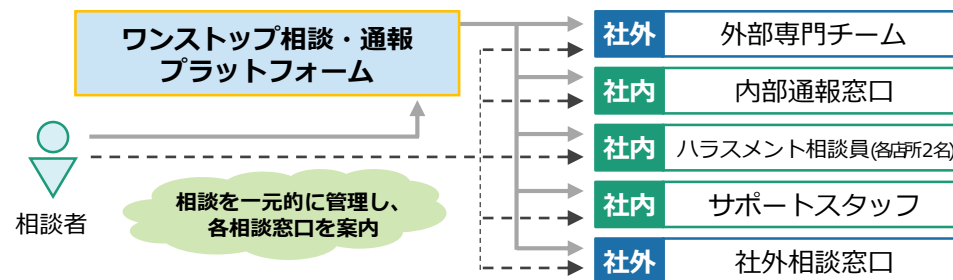 ワンストップ相談・通報
プラットフォーム
社外 外部専門チーム
社内 内部通報窓口
社内 ハラスメント相談員(各店所2名)
社内 サポートスタッフ
社外 社外相談窓口
相談者
相談を一元的に管理し、
各相談窓口を案内